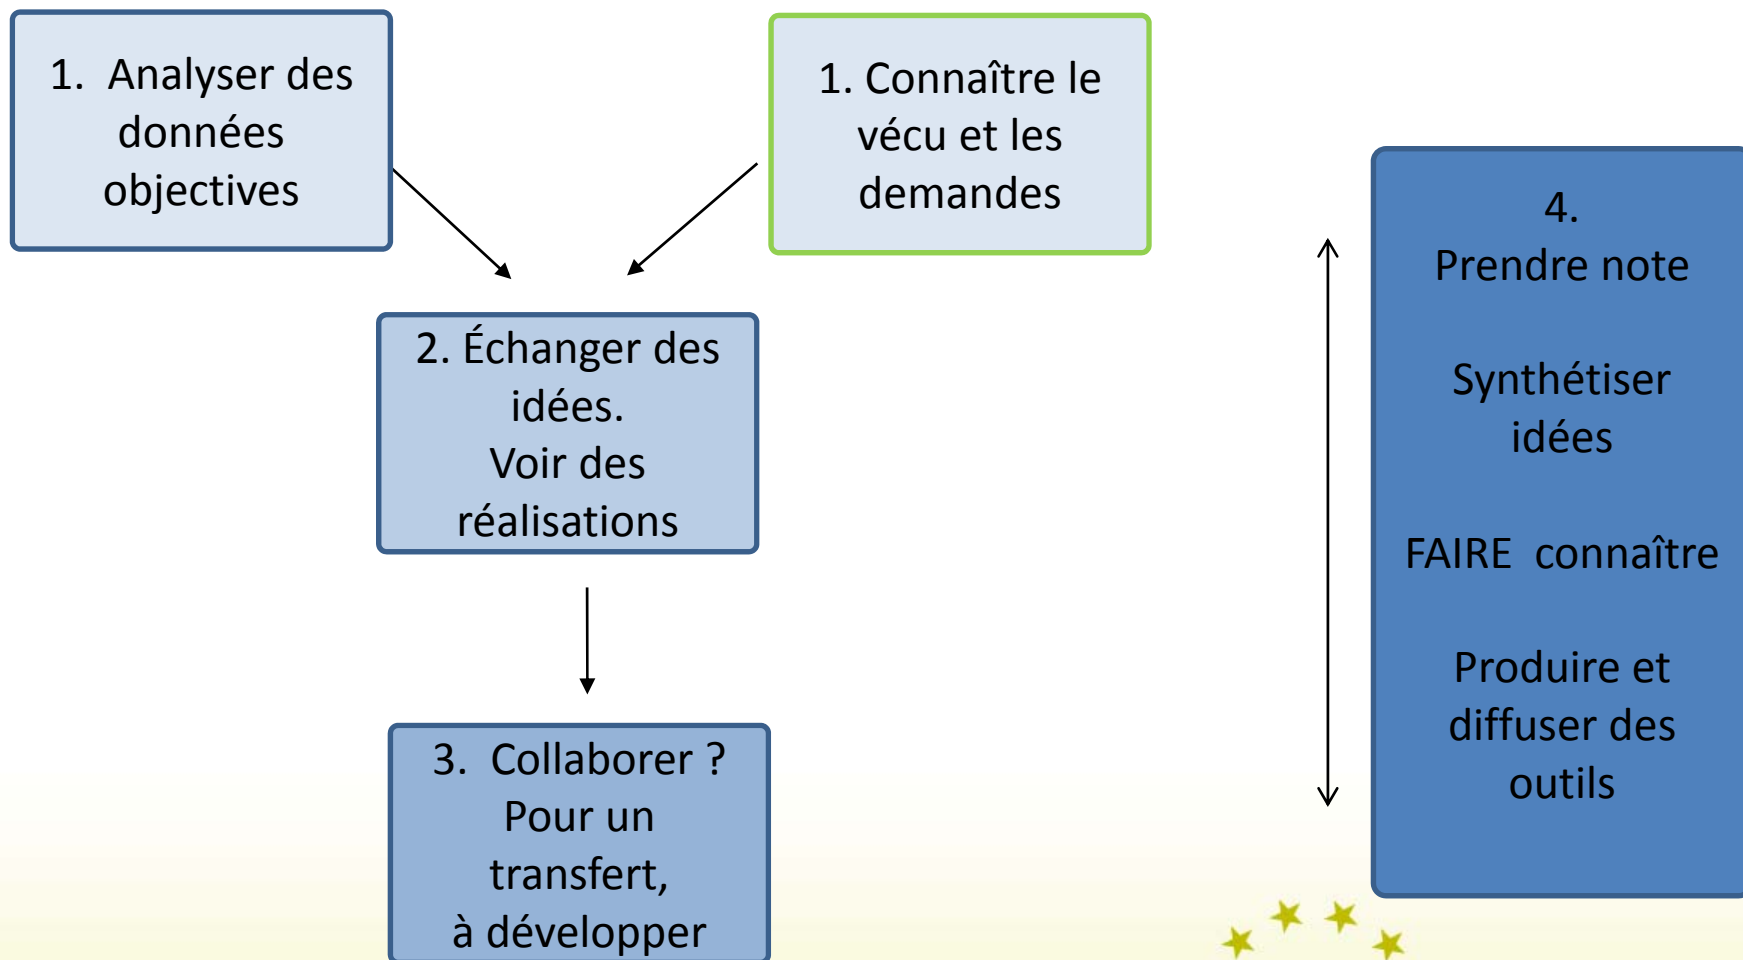 1. Analyser des
données
objectives
1. Connaître le
vécu et les
demandes
2. Échanger des
idées.
Voir des
réalisations
3. Collaborer ?
Pour un
transfert,
à développer
4.
Prendre note
Synthétiser
idées
FAIRE connaître
Produire et
diffuser des
outils